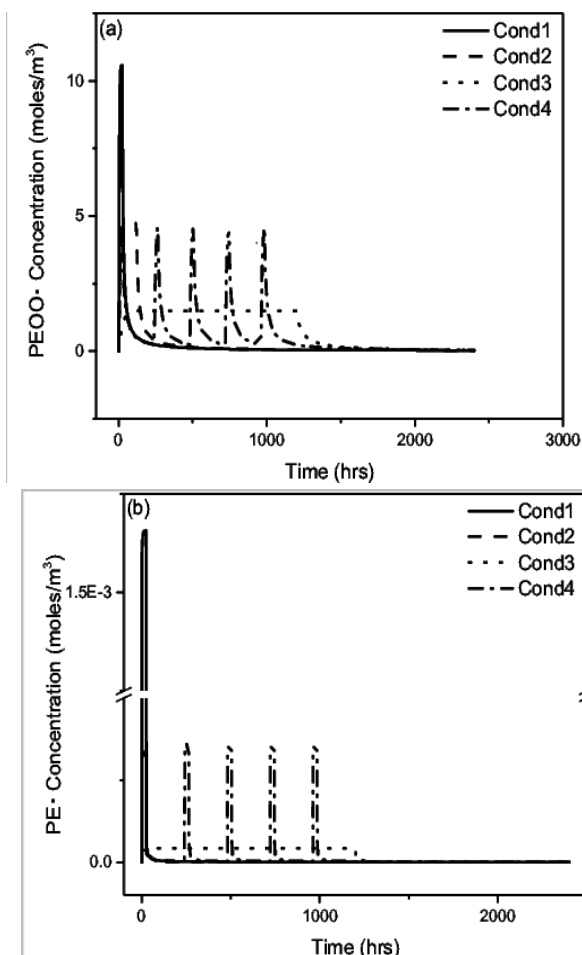 (a)
Cond1
Cond2
Cond3
Cond4
10
5
0
PEOO· Concentration (moles/m³)
0
1000
2000
3000
Time (hrs)
(b)
Cond1
Cond2
Cond3
Cond4
1.5E-3
0.0
PE· Concentration (moles/m³)
0
1000
2000
Time (hrs)